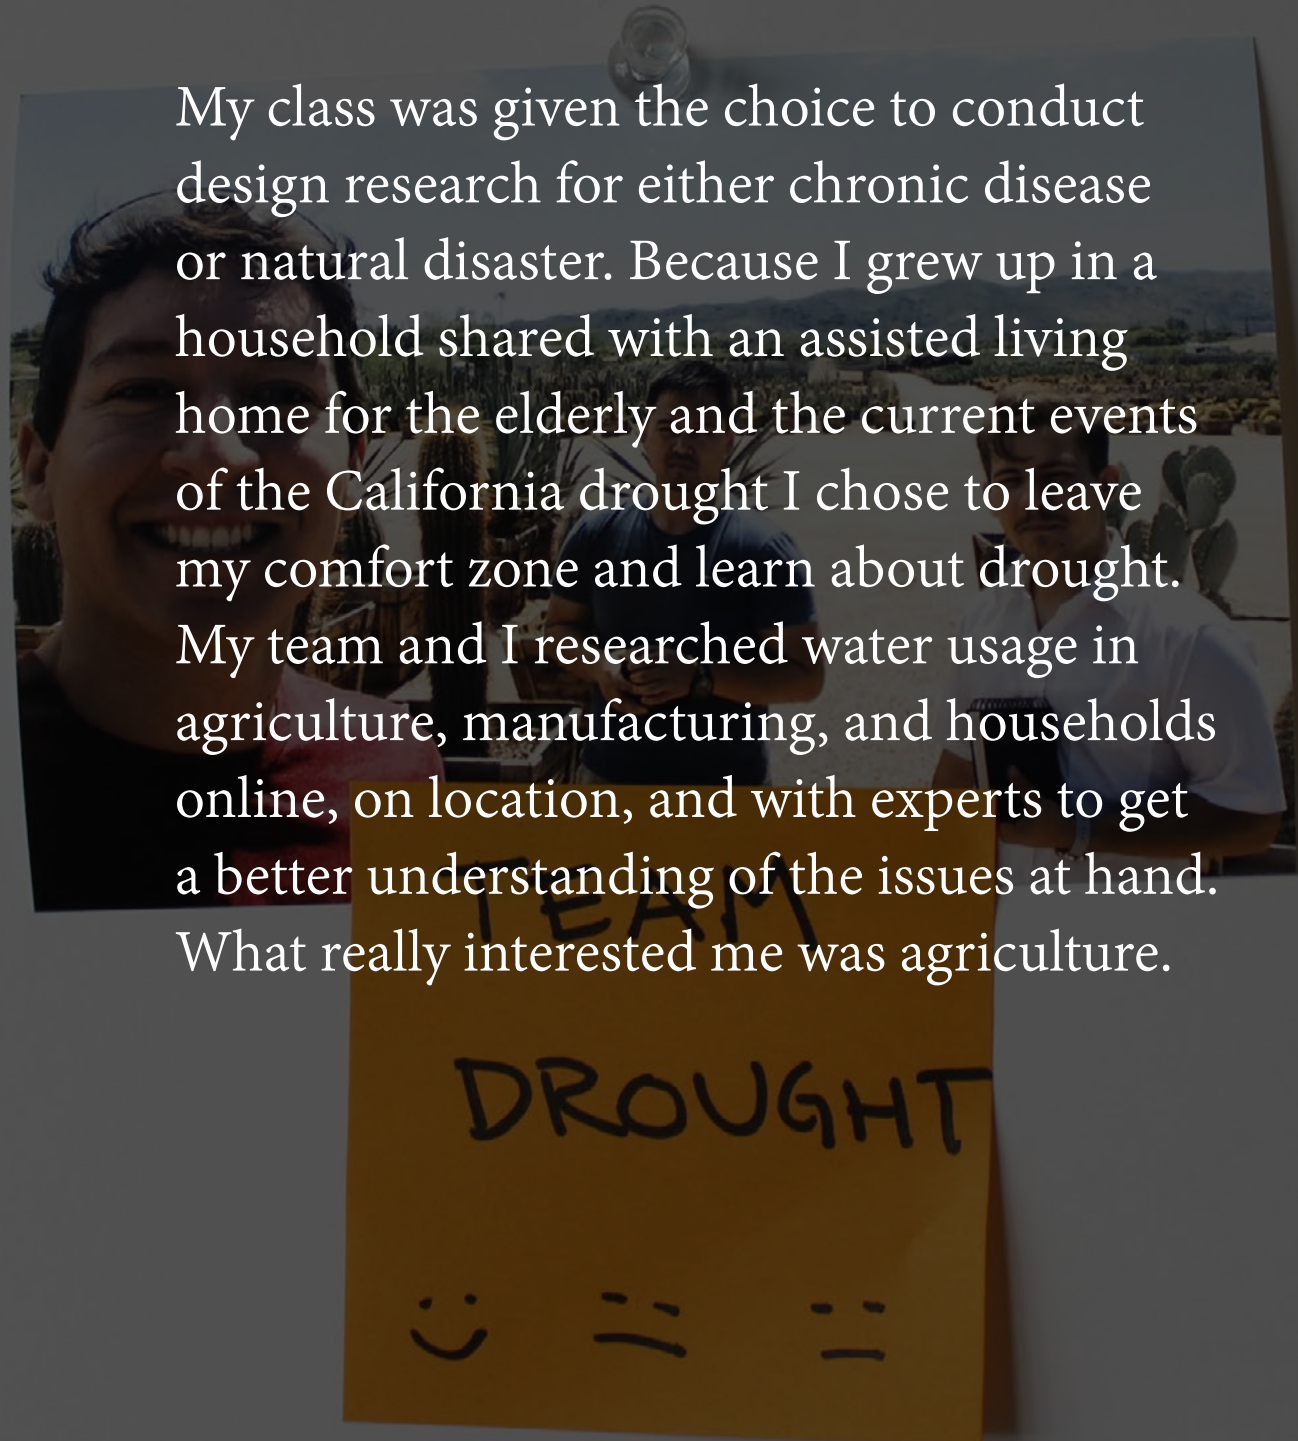 My class was given the choice to conduct
design research for either chronic disease
or natural disaster. Because I grew up in a
household shared with an assisted living
home for the elderly and the current events
of the California drought I chose to leave
my comfort zone and learn about drought.
My team and I researched water usage in
agriculture, manufacturing, and households
online, on location, and with experts to get
a better understanding of the issues at hand.
What really interested me was agriculture.
TEAM
DROUGHT